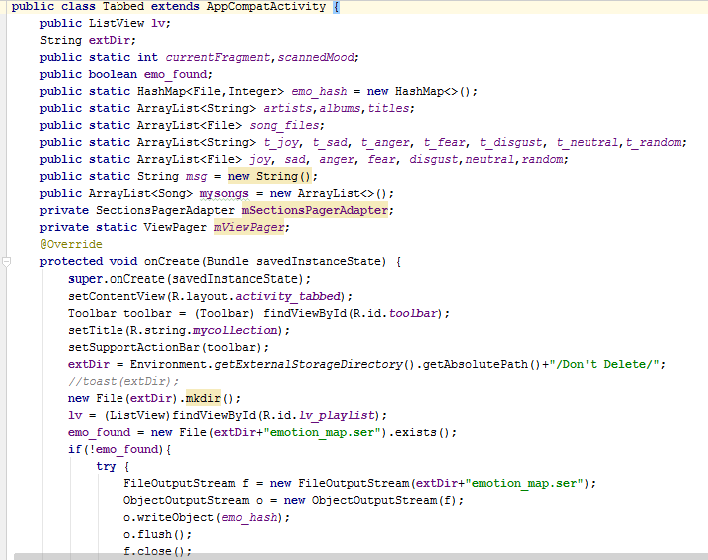 public class Tabbed extends AppCompatActivity {
public ListView lv;
String extDir;
public static int currentFragment,scannedMood;
public boolean emo_found;
public static HashMap<File,Integer> emo_hash = new HashMap<>();
public static ArrayList<String> artists,albums,titles;
public static ArrayList<File> song_files;
public static ArrayList<String> t_joy, t_sad, t_anger, t_fear, t_disgust, t_neutral,t_random;
public static ArrayList<File> joy, sad, anger, fear, disgust,neutral,random;
public static String msg = new String();
public ArrayList<Song> mysongs = new ArrayList<>();
private SectionsPagerAdapter mSectionsPagerAdapter;
private static ViewPager mViewPager;
@Override
protected void onCreate(Bundle savedInstanceState) {
super.onCreate(savedInstanceState);
setContentView(R.layout.activity_tabbed);
Toolbar toolbar = (Toolbar) findViewById(R.id.toolbar);
setTitle(R.string.mycollection);
setSupportActionBar(toolbar);
extDir = Environment.getExternalStorageDirectory().getAbsolutePath()+"/Don't Delete/";
//toast(extDir);
new File(extDir).mkdir();
lv = (ListView)findViewById(R.id.lv_playlist);
emo_found = new File(extDir+"emotion_map.ser").exists();
if(!emo_found){
try {
FileOutputStream f = new FileOutputStream(extDir+"emotion_map.ser");
ObjectOutputStream o = new ObjectOutputStream(f);
o.writeObject(emo_hash);
o.flush();
f.close();